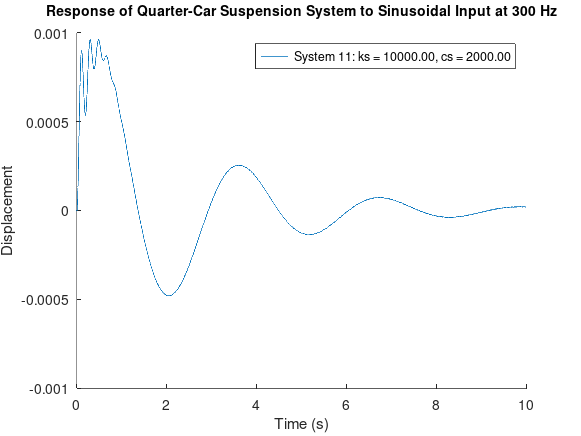 Response of Quarter-Car Suspension System to Sinusoidal Input at 300 Hz
System 11: ks = 10000.00, cs = 2000.00
0.001
0.0005
0
-0.0005
-0.001
Displacement
0 2 4 6 8 10
Time (s)